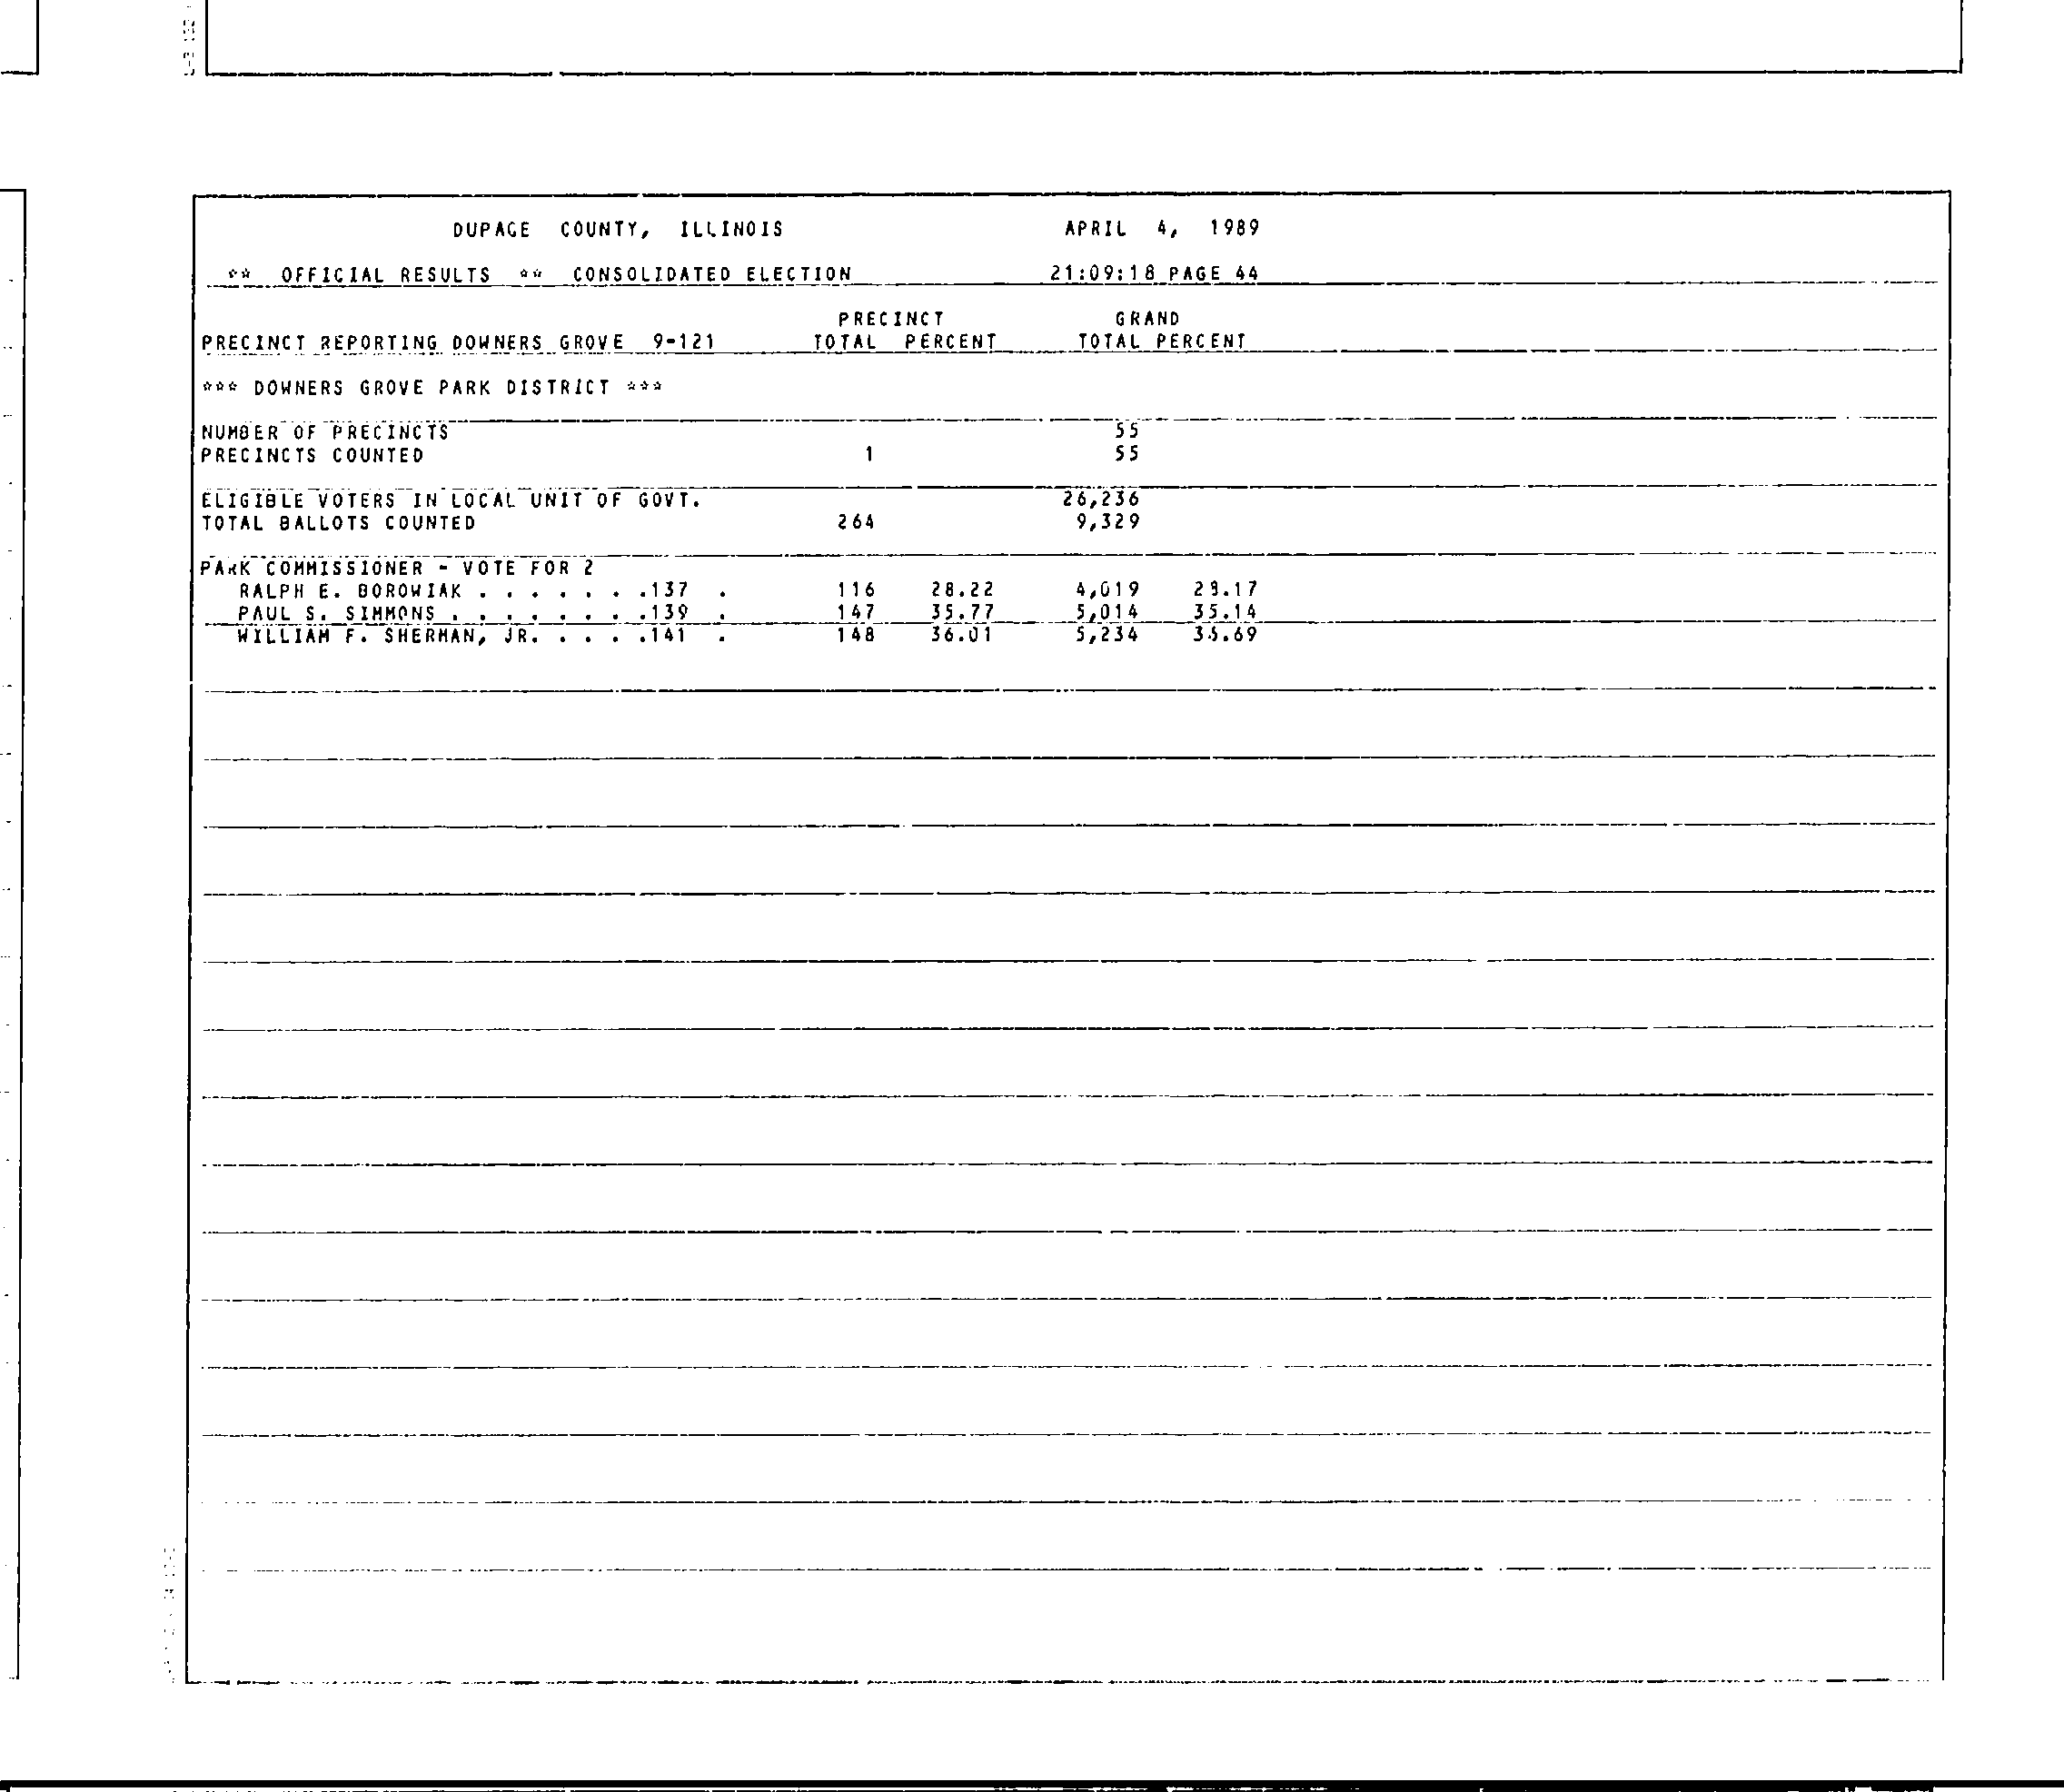 DUPAGE COUNTY, ILLINOIS APRIL 4, 1989
** OFFICIAL RESULTS ** CONSOLIDATED ELECTION 21:09:18 PAGE 44
PRECINCT GRAND
PRECINCT REPORTING DOWNERS GROVE 9-121 TOTAL PERCENT TOTAL PERCENT
*** DOWNERS GROVE PARK DISTRICT ***
NUMBER OF PRECINCTS 55
PRECINCTS COUNTED 1 55
ELIGIBLE VOTERS IN LOCAL UNIT OF GOVT. 26,236
TOTAL BALLOTS COUNTED 264 9,329
PARK COMMISSIONER - VOTE FOR 2
RALPH E. BOROWIAK . . . . . . .137 . 116 28.22 4,019 28.17
PAUL S. SIMMONS . . . . . . . .139 . 147 35.77 5,014 35.14
WILLIAM F. SHERMAN, JR. . . . .141 . 148 36.01 5,234 36.69